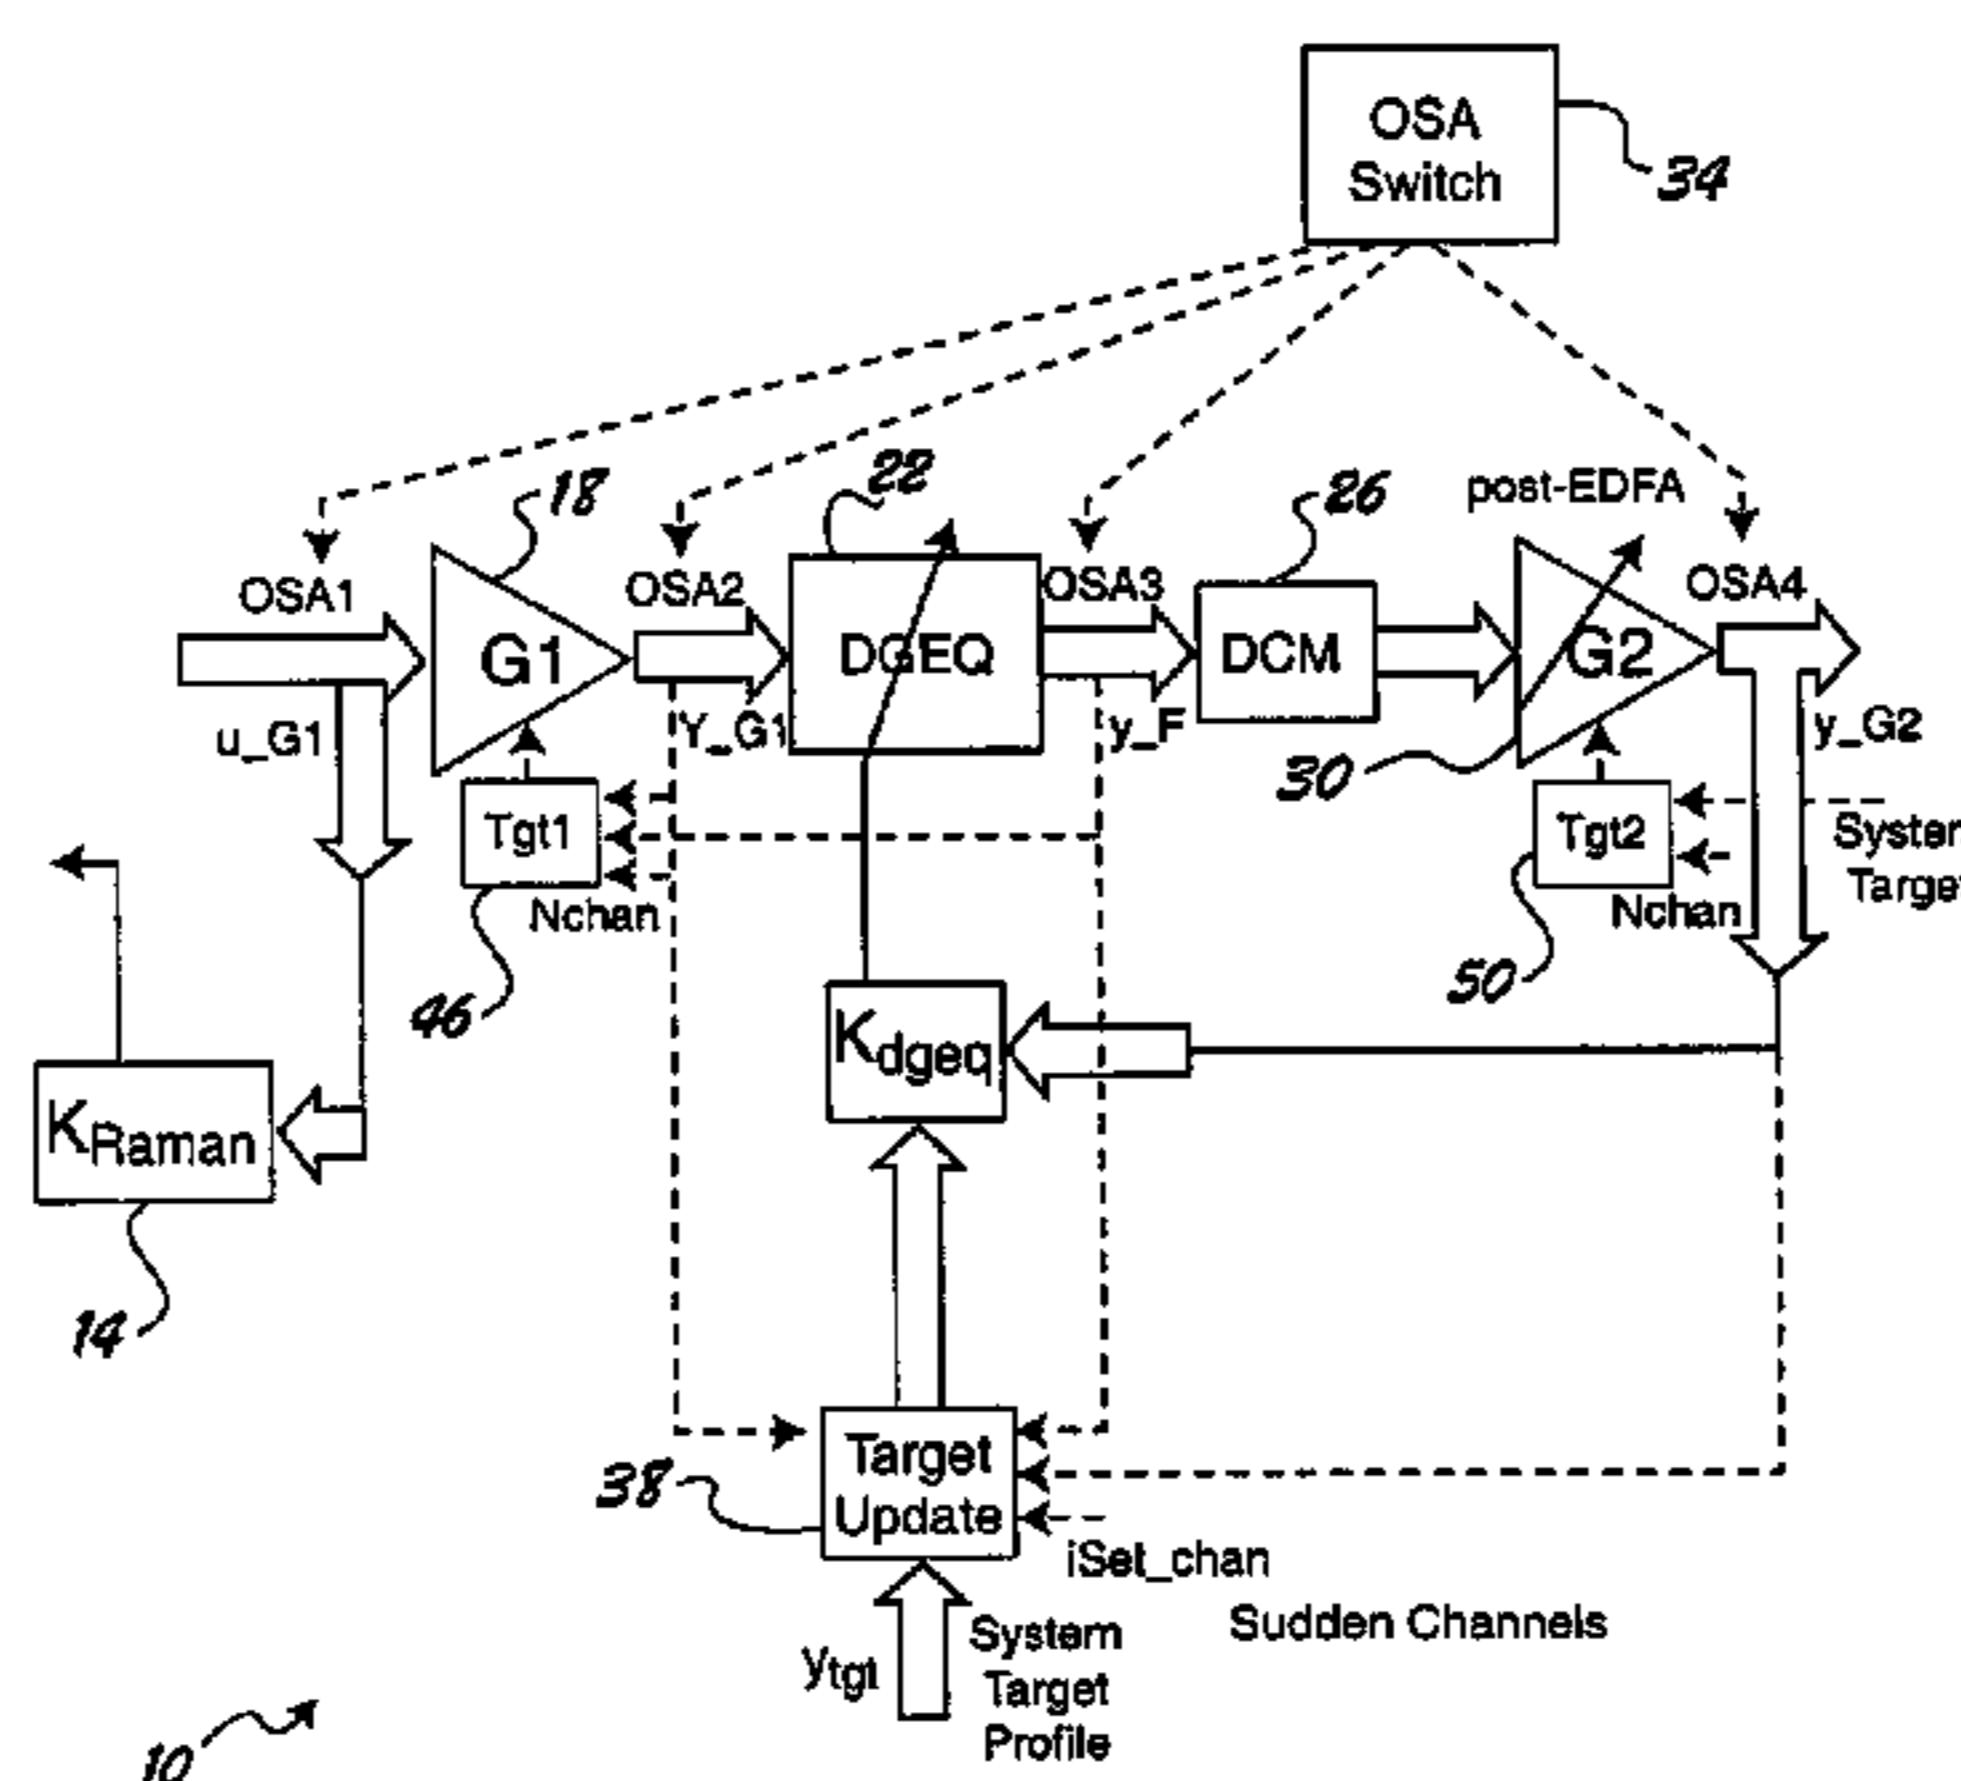 OSA
Switch
34
18
22
26
post-EDFA
OSA1
OSA2
OSA3
OSA4
G1
DGEQ
DCM
G2
u_G1
Y_G1
y_F
30
y_G2
Tgt1
Tgt2
System
Target
Nchan
Nchan
46
50
Kdgeq
KRaman
14
Target
Update
38
iSet_chan
Sudden Channels
ytgt
System
Target
Profile
10